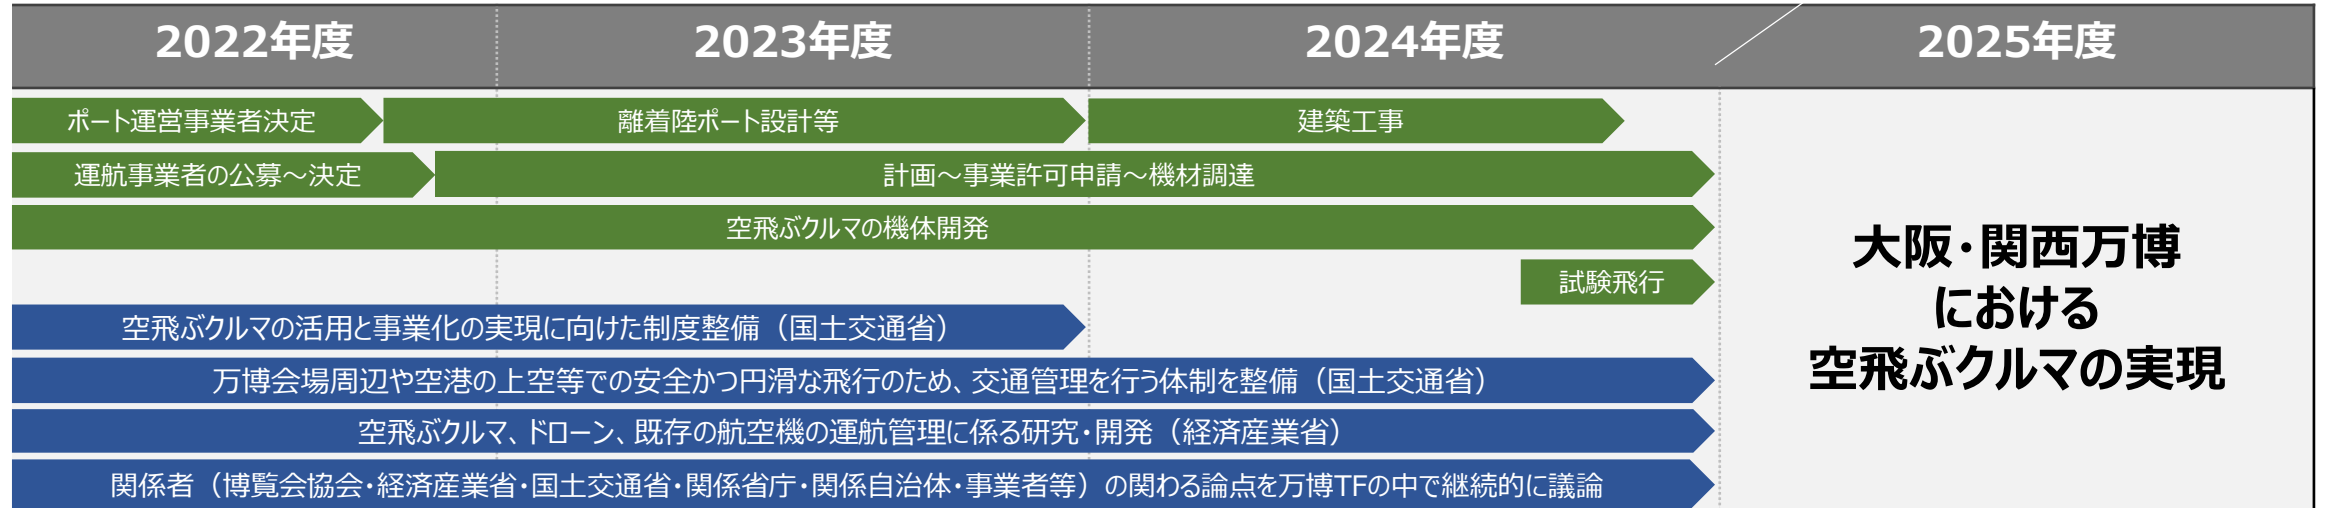 2022年度
2023年度
2024年度
2025年度
ポート運営事業者決定
離着陸ポート設計等
建築工事
運航事業者の公募～決定
計画～事業許可申請～機材調達
空飛ぶクルマの機体開発
試験飛行
空飛ぶクルマの活用と事業化の実現に向けた制度整備（国土交通省）
万博会場周辺や空港の上空等での安全かつ円滑な飛行のため、交通管理を行う体制を整備（国土交通省）
空飛ぶクルマ、ドローン、既存の航空機の運航管理に係る研究・開発（経済産業省）
関係者（博覧会協会・経済産業省・国土交通省・関係省庁・関係自治体・事業者等）の関わる論点を万博TFの中で継続的に議論
大阪・関西万博
における
空飛ぶクルマの実現